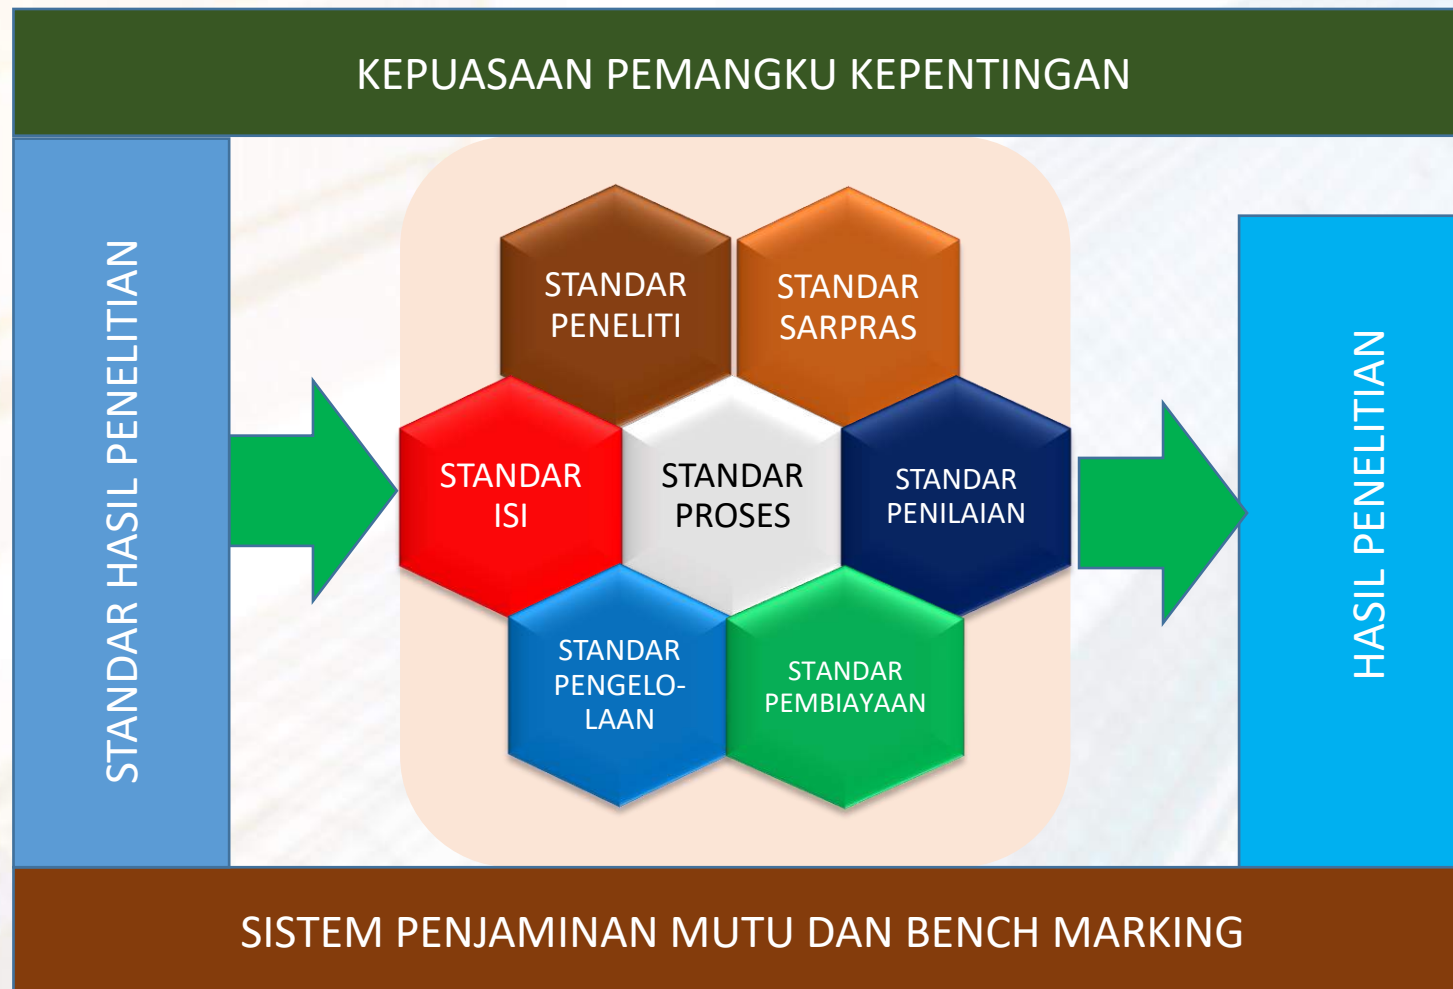 KEPUASAAN PEMANGKU KEPENTINGAN
STANDAR HASIL PENELITIAN
STANDAR
PENELITI
STANDAR
SARPRAS
STANDAR
ISI
STANDAR
PROSES
STANDAR
PENILAIAN
STANDAR
PENGELO-
LAAN
STANDAR
PEMBIAYAAN
HASIL PENELITIAN
SISTEM PENJAMINAN MUTU DAN BENCH MARKING